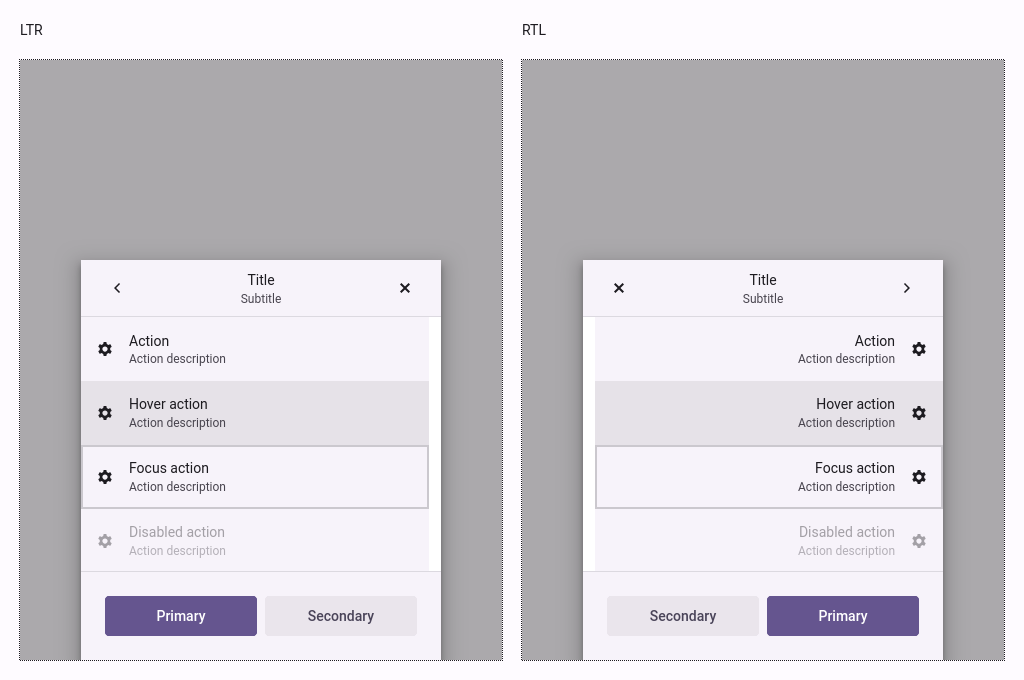 LTR
Title
Subtitle
Action
Action description
Hover action
Action description
Focus action
Action description
Disabled action
Action description
Primary
Secondary
RTL
Title
Subtitle
Action
Action description
Hover action
Action description
Focus action
Action description
Disabled action
Action description
Secondary
Primary